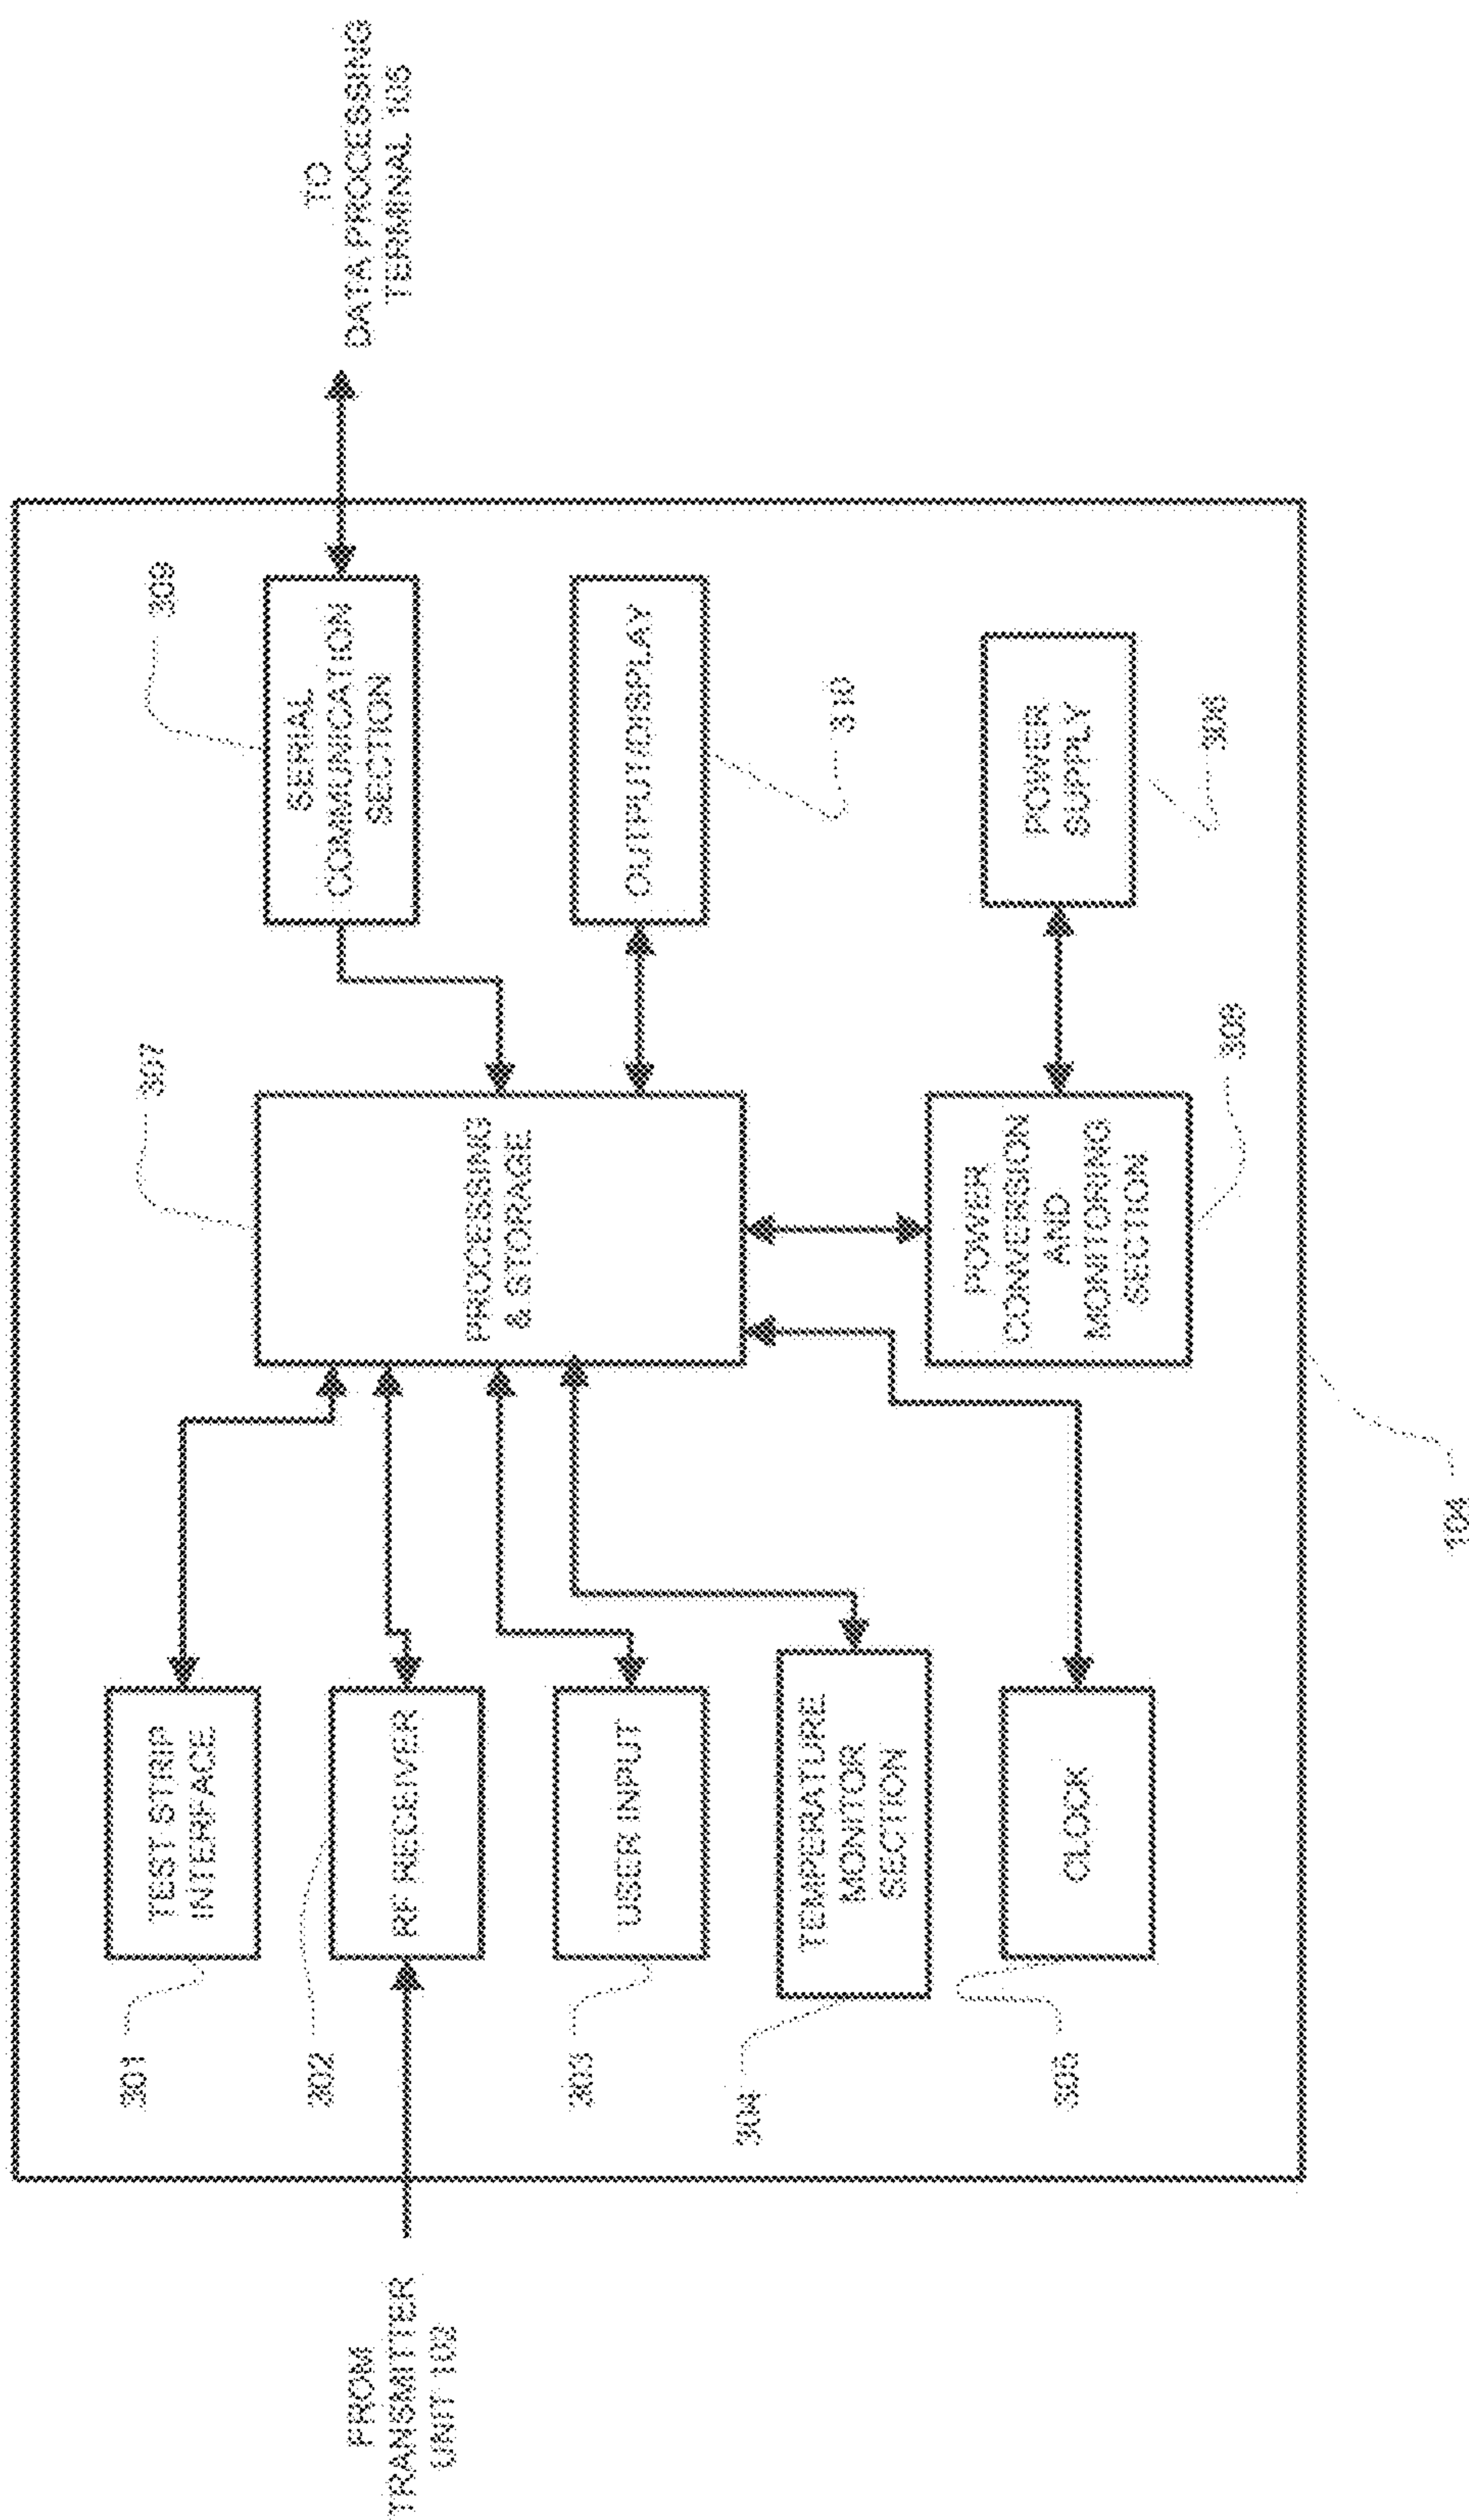 301
TEST STRIP
INTERFACE
307
309
SERIAL
COMMUNICATION
SECTION
TO
DATA PROCESSING
TERMINAL 105
302
FROM
TRANSMITTER
UNIT 102
RF RECEIVER
PROCESSING
& STORAGE
303
USER INPUT
OUTPUT/DISPLAY
310
304
TEMPERATURE
MONITOR
SECTION
305
CLOCK
POWER
CONVERSION
AND
MONITORING
SECTION
308
POWER
SUPPLY
306
104